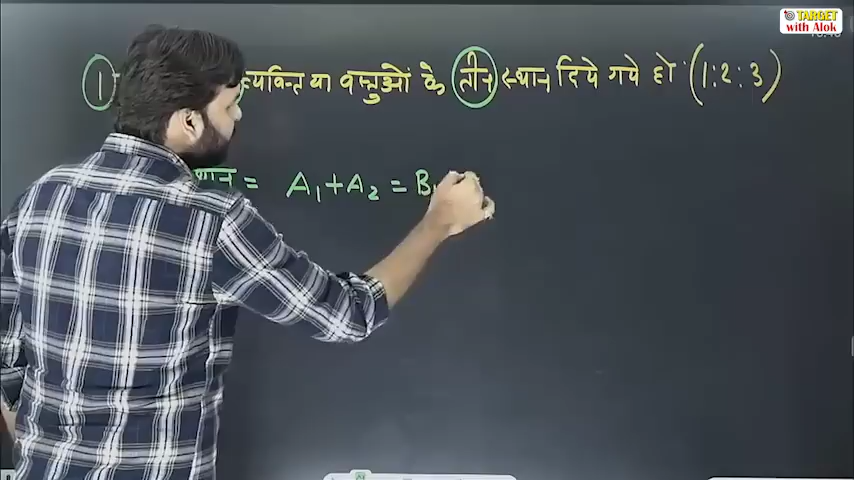 TARGET
with Alok
1 व्यक्ति या वस्तुओं के तीन स्थान दिये गये हो (1:2:3)
स्थान = A₁+A₂ = B₁